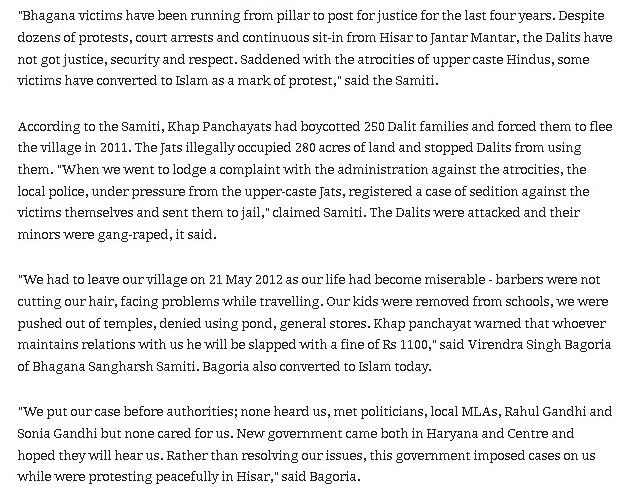 "Bhagana victims have been running from pillar to post for justice for the last four years. Despite
dozens of protests, court arrests and continuous sit-in from Hisar to Jantar Mantar, the Dalits have
not got justice, security and respect. Saddened with the atrocities of upper caste Hindus, some
victims have converted to Islam as a mark of protest," said the Samiti.

According to the Samiti, Khap Panchayats had boycotted 250 Dalit families and forced them to flee
the village in 2011. The Jats illegally occupied 280 acres of land and stopped Dalits from using
them. "When we went to lodge a complaint with the administration against the atrocities, the
local police, under pressure from the upper-caste Jats, registered a case of sedition against the
victims themselves and sent them to jail," claimed Samiti. The Dalits were attacked and their
minors were gang-raped, it said.

"We had to leave our village on 21 May 2012 as our life had become miserable - barbers were not
cutting our hair, facing problems while travelling. Our kids were removed from schools, we were
pushed out of temples, denied using pond, general stores. Khap panchayat warned that whoever
maintains relations with us he will be slapped with a fine of Rs 1100," said Virendra Singh Bagoria
of Bhagana Sangharsh Samiti. Bagoria also converted to Islam today.

"We put our case before authorities; none heard us, met politicians, local MLAs, Rahul Gandhi and
Sonia Gandhi but none cared for us. New government came both in Haryana and Centre and
hoped they will hear us. Rather than resolving our issues, this government imposed cases on us
while were protesting peacefully in Hisar," said Bagoria.